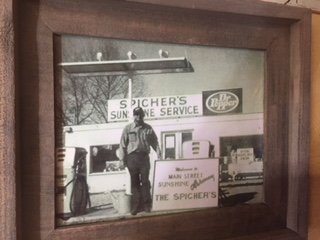 SPICHER'S
SUNSHINE SERVICE
Dr Pepper
Welcome to
MAIN STREET
SUNSHINE
THE SPICHER'S